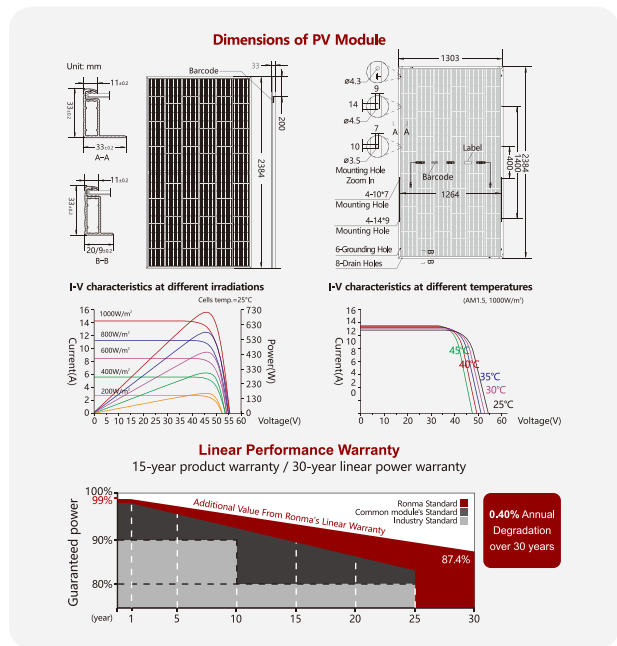 Dimensions of PV Module
Unit: mm
Barcode
33
11±0.2
33±0.2
33±0.2
A-A
11±0.2
33±0.2
20/9±0.2
B-B
200
2384
1303
ø4.3
9
14
ø4.5
7
10
ø3.5
A A
Label
Barcode
Mounting Hole
Zoom In
1264
4-10*7
Mounting Hole
4-14*9
Mounting Hole
6-Grounding Hole
8-Drain Holes
B
B
400
1400
2384
I-V characteristics at different irradiations
Cells temp.=25°C
Current(A)
16
14
12
10
8
6
4
2
0
1000W/m²
800W/m²
600W/m²
400W/m²
200W/m²
730
630
530
430
330
230
130
0
Power(W)
0 5 10 15 20 25 30 35 40 45 50 55 60
Voltage(V)
I-V characteristics at different temperatures
(AM1.5, 1000W/m²)
Current(A)
16
14
12
10
8
6
4
2
0
45°C
40°C
35°C
30°C
25°C
0 10 20 30 40 50 60
Voltage(V)
Linear Performance Warranty
15-year product warranty / 30-year linear power warranty
Guaranteed power
100%
99%
90%
80%
Additional Value From Ronma's Linear Warranty
Ronma Standard
Common module's Standard
Industry Standard
87.4%
(year) 1 5 10 15 20 25 30
0.40% Annual
Degradation
over 30 years